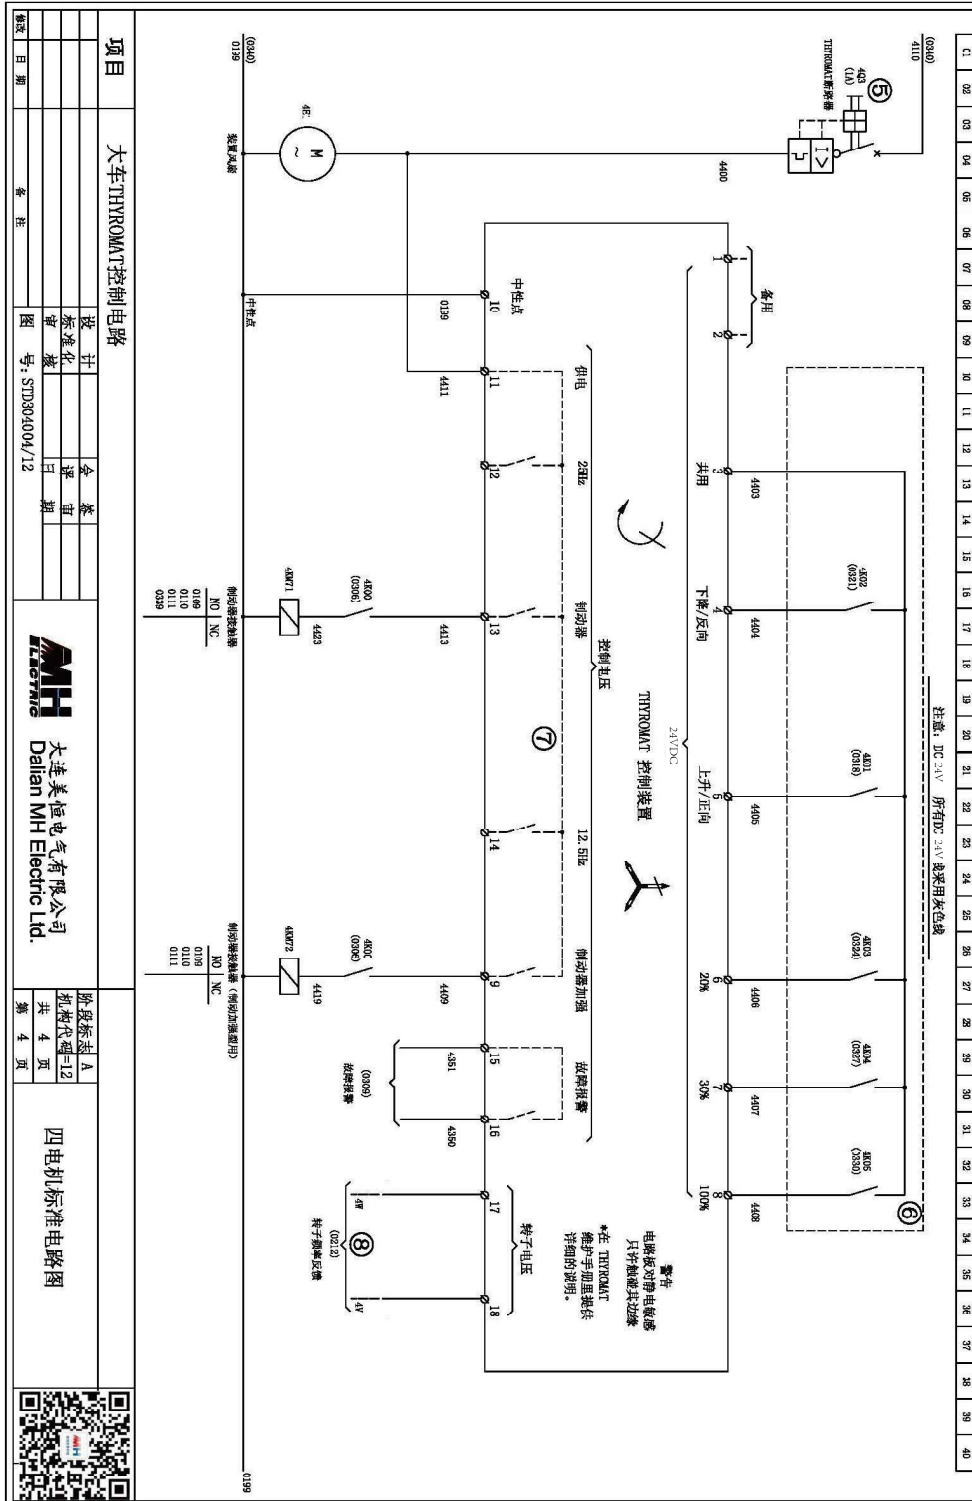 C1 02 03 04 05 06 07 08 09 10 11 12 13 14 15 16 17 18 19 20 21 22 23 24 25 26 27 28 29 30 31 32 33 34 35 36 37 38 39 40
(0340)
4110
⑤
4Q3
(1A)
THYROMAT断路器
I>
4400
注意: DC 24V 所有DC 24V 线采用灰色线
⑥
4K02
(0321)
4K01
(0318)
4K03
(0324)
4K04
(0327)
4K05
(0330)
备用
4403
4404
4405
4406
4407
4408
1
2
3
4
5
6
7
8
共用
下降/反向
上升/正向
20%
30%
100%
24VDC
THYROMAT 控制装置
警告
电路板对静电敏感
只许触碰其边缘
*在 THYROMAT
维护手册里提供
详细的说明。
控制电压
中性点
供电
25Hz
制动器
12.5Hz
制动器加强
故障报警
转子电压
⑦
10
11
12
13
14
9
15
16
17
18
0139
4411
4413
4409
4351
4350
4K00
(0306)
(0306)
(0309)
故障报警
4W
4V
(0212)
⑧
转子频率反馈
4423
4419
4KM71
4KM72
M
~
(0340)
0199
装置风扇
中性点
制动器接触器
制动器接触器 (制动加强型用)
0199
NO NC
0109
0110
0111
0339
NO NC
0109
0110
0111
项目
大车THYROMAT控制电路
修改 日 期 备 注
设 计
标准化
审 核
会 签
评 审
日 期
图 号: STD304004/12
MH
ELECTRIC
大连美恒电气有限公司
Dalian MH Electric Ltd.
阶段标志 A
机构代码=12
共 4 页
第 4 页
四电机标准电路图